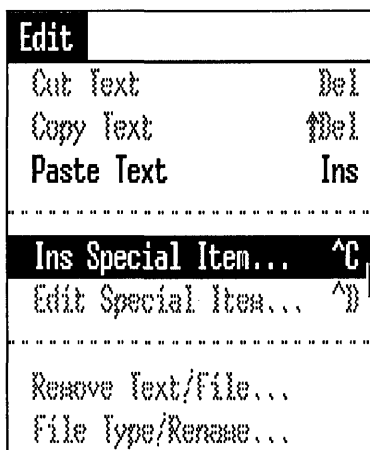 Edit
Cut Text Del
Copy Text ↑Del
Paste Text Ins
Ins Special Item... ^C
Edit Special Item... ^D
Remove Text/File...
File Type/Rename...